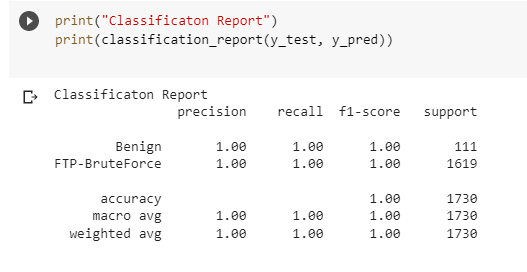 print("Classificaton Report")
print(classification_report(y_test, y_pred))
Classificaton Report
precision recall f1-score support
Benign 1.00 1.00 1.00 111
FTP-BruteForce 1.00 1.00 1.00 1619
accuracy 1.00 1730
macro avg 1.00 1.00 1.00 1730
weighted avg 1.00 1.00 1.00 1730